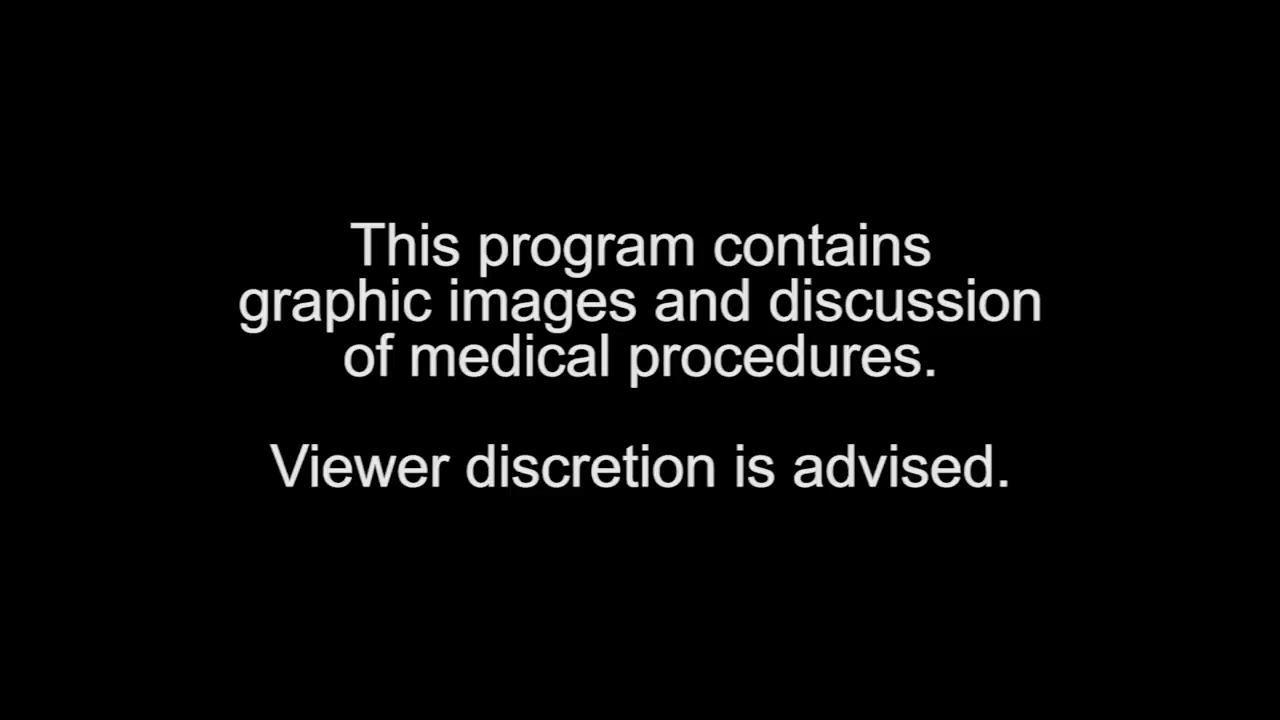 This program contains
graphic images and discussion
of medical procedures.
Viewer discretion is advised.